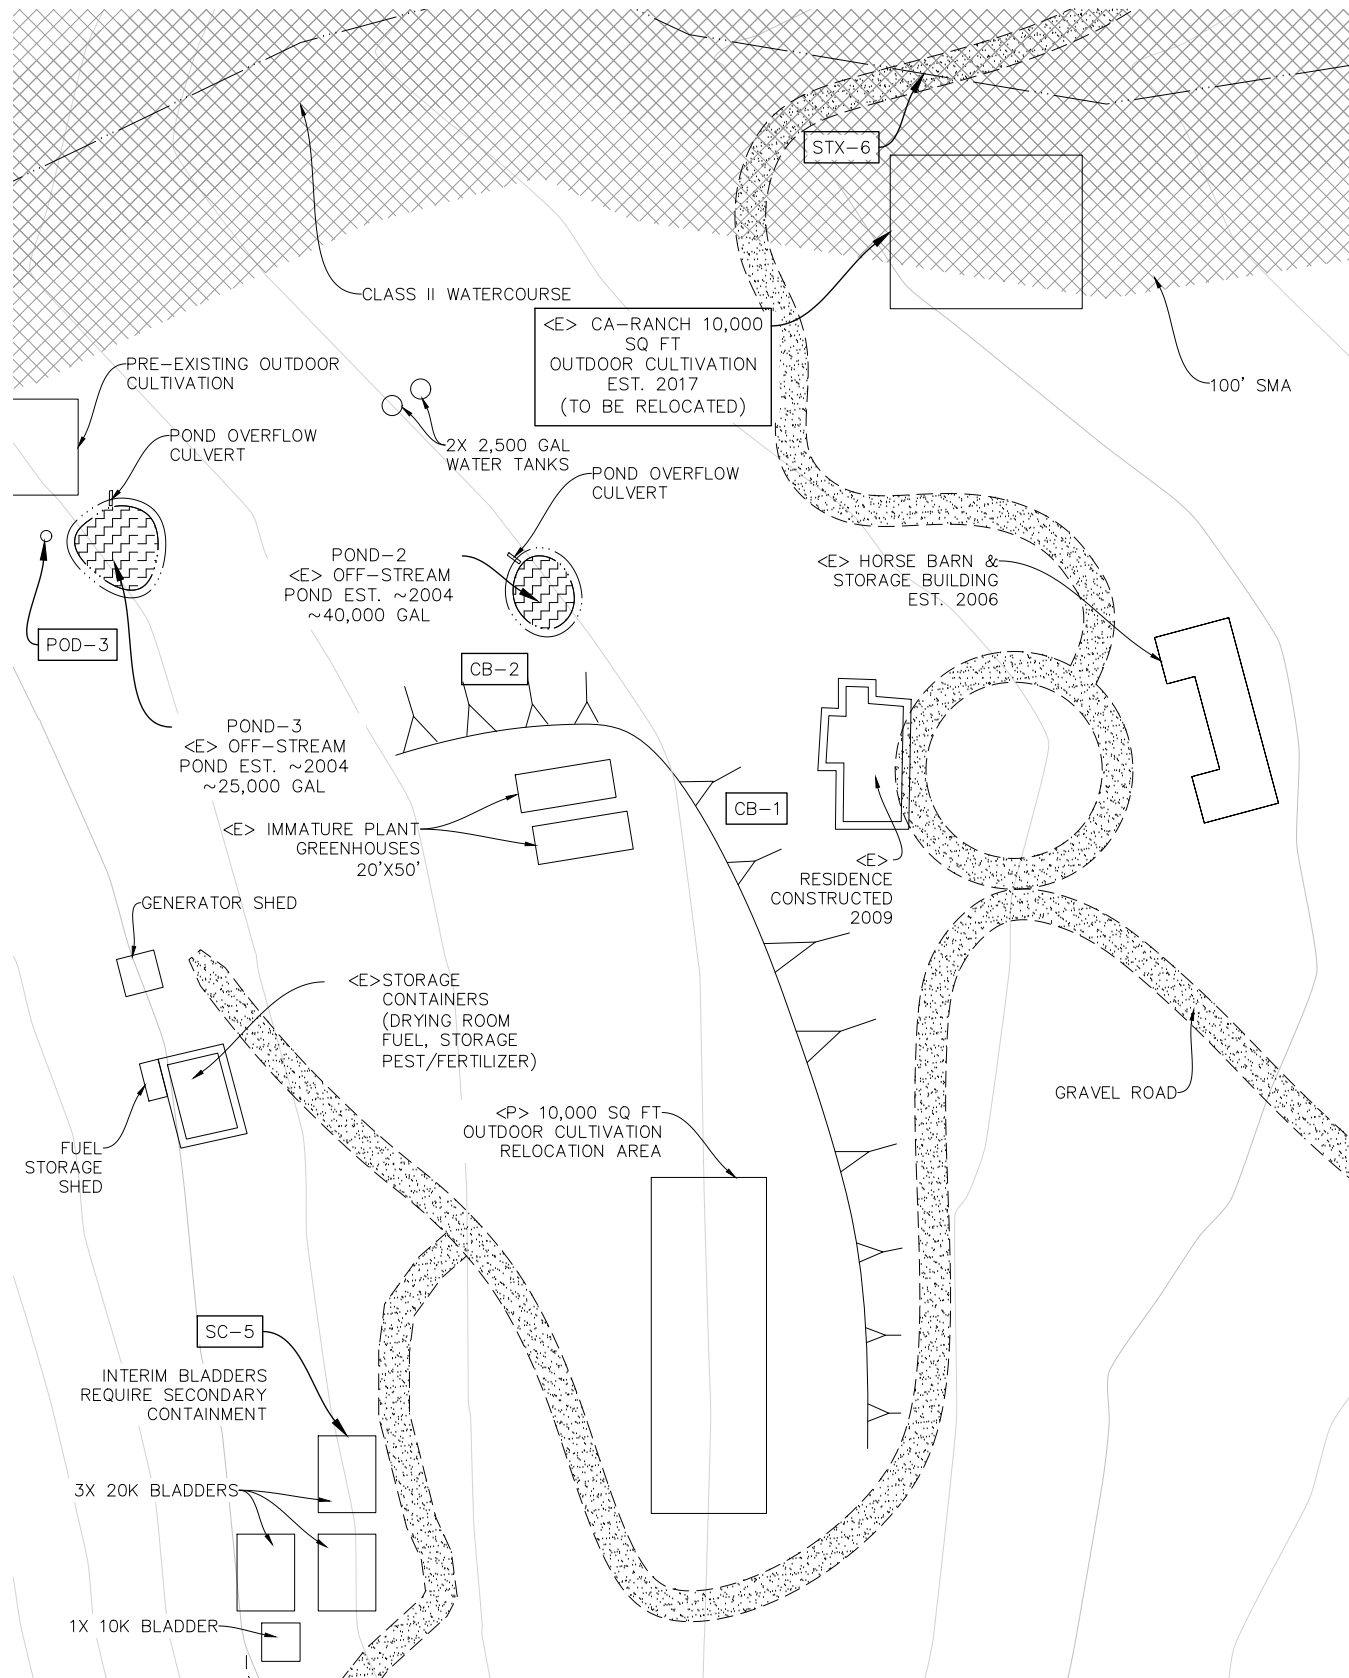 STX-6
CLASS II WATERCOURSE
<E> CA-RANCH 10,000
SQ FT
OUTDOOR CULTIVATION
EST. 2017
(TO BE RELOCATED)
100' SMA
PRE-EXISTING OUTDOOR
CULTIVATION
POND OVERFLOW
CULVERT
2X 2,500 GAL
WATER TANKS
POND OVERFLOW
CULVERT
POND-2
<E> OFF-STREAM
POND EST. ~2004
~40,000 GAL
<E> HORSE BARN &
STORAGE BUILDING
EST. 2006
POD-3
CB-2
POND-3
<E> OFF-STREAM
POND EST. ~2004
~25,000 GAL
CB-1
<E> IMMATURE PLANT
GREENHOUSES
20'X50'
<E>
RESIDENCE
CONSTRUCTED
2009
GENERATOR SHED
<E>STORAGE
CONTAINERS
(DRYING ROOM
FUEL, STORAGE
PEST/FERTILIZER)
GRAVEL ROAD
<P> 10,000 SQ FT
OUTDOOR CULTIVATION
RELOCATION AREA
FUEL
STORAGE
SHED
SC-5
INTERIM BLADDERS
REQUIRE SECONDARY
CONTAINMENT
3X 20K BLADDERS
1X 10K BLADDER